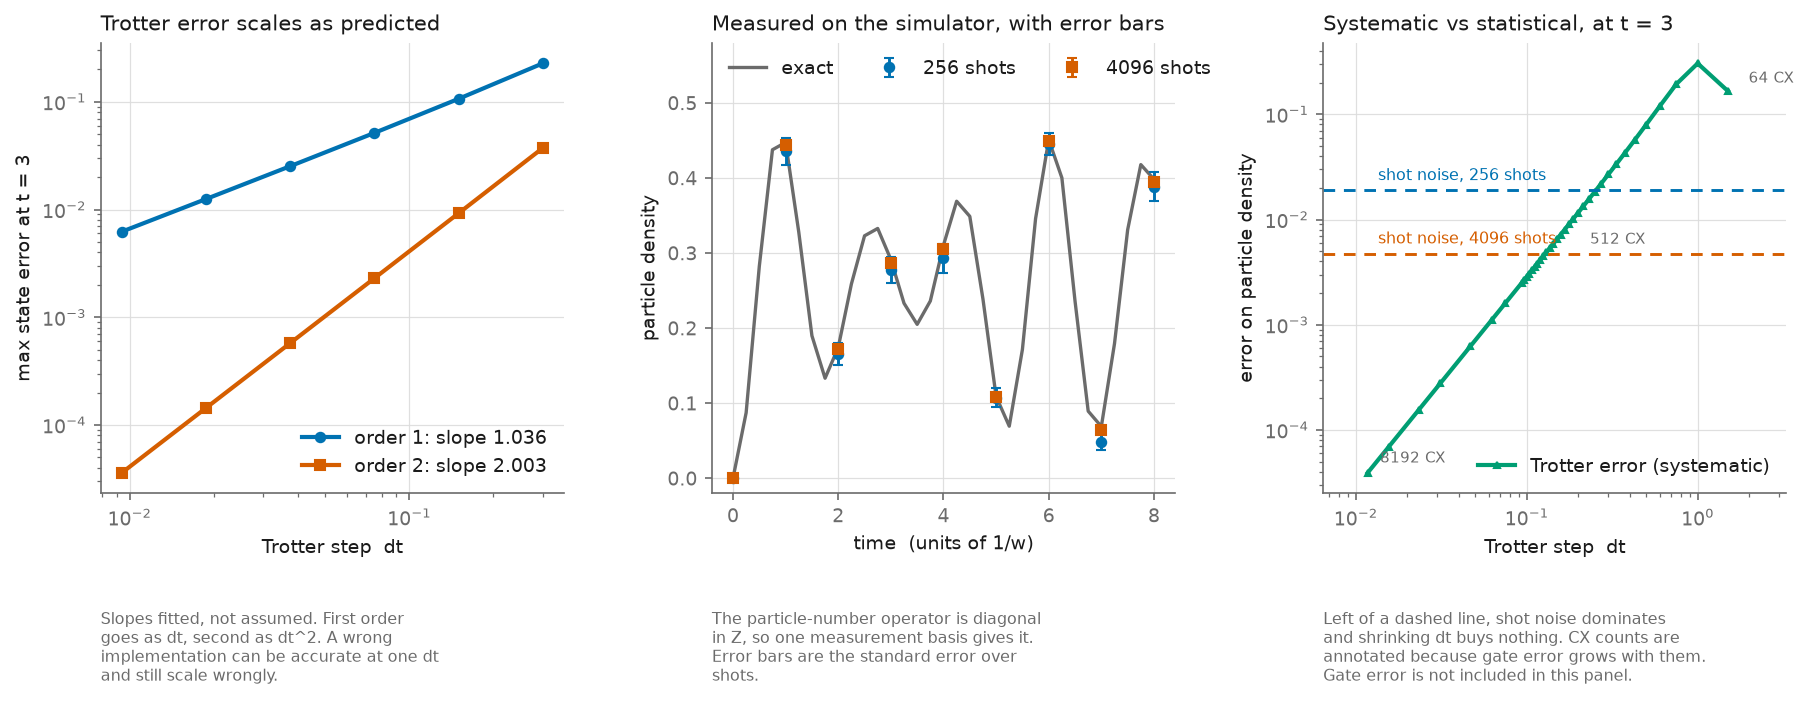 Trotter error scales as predicted
max state error at t = 3
10⁻¹
10⁻²
10⁻³
10⁻⁴
order 1: slope 1.036
order 2: slope 2.003
10⁻²
10⁻¹
Trotter step dt
Slopes fitted, not assumed. First order
goes as dt, second as dt^2. A wrong
implementation can be accurate at one dt
and still scale wrongly.
Measured on the simulator, with error bars
exact
256 shots
4096 shots
particle density
0.5
0.4
0.3
0.2
0.1
0.0
0
2
4
6
8
time (units of 1/w)
The particle-number operator is diagonal
in Z, so one measurement basis gives it.
Error bars are the standard error over
shots.
Systematic vs statistical, at t = 3
error on particle density
10⁻¹
10⁻²
10⁻³
10⁻⁴
64 CX
shot noise, 256 shots
shot noise, 4096 shots
512 CX
8192 CX
Trotter error (systematic)
10⁻²
10⁻¹
10⁰
Trotter step dt
Left of a dashed line, shot noise dominates
and shrinking dt buys nothing. CX counts are
annotated because gate error grows with them.
Gate error is not included in this panel.